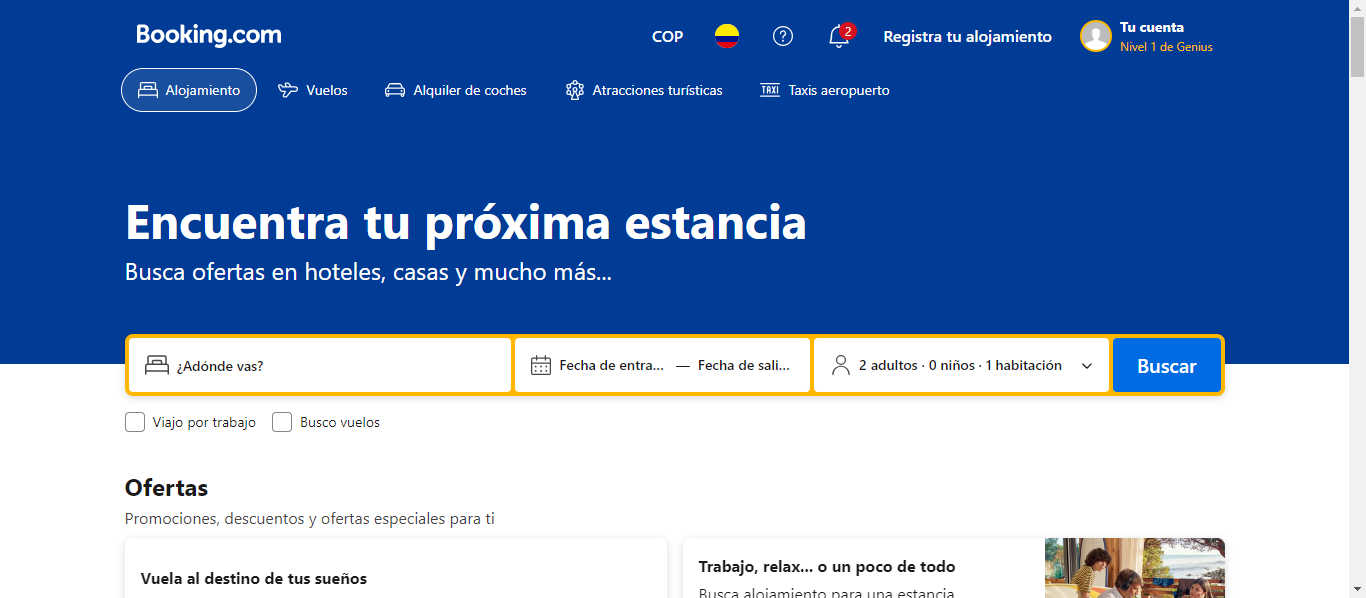 Booking.com
COP
2
Registra tu alojamiento
Tu cuenta
Nivel 1 de Genius
Alojamiento
Vuelos
Alquiler de coches
Atracciones turísticas
TAXI
Taxis aeropuerto
Encuentra tu próxima estancia
Busca ofertas en hoteles, casas y mucho más...
¿Adónde vas?
Fecha de entra... — Fecha de sali...
2 adultos · 0 niños · 1 habitación
Buscar
Viajo por trabajo
Busco vuelos
Ofertas
Promociones, descuentos y ofertas especiales para ti
Vuela al destino de tus sueños
Trabajo, relax... o un poco de todo
Busca alojamiento para una estancia